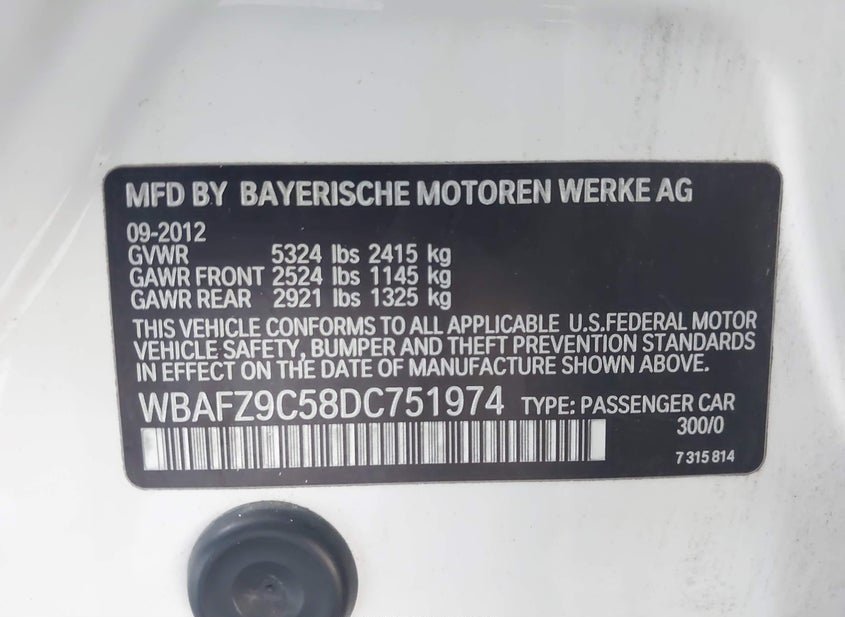 MFD BY BAYERISCHE MOTOREN WERKE AG
09-2012
GVWR 5324 lbs 2415 kg
GAWR FRONT 2524 lbs 1145 kg
GAWR REAR 2921 lbs 1325 kg
THIS VEHICLE CONFORMS TO ALL APPLICABLE U.S.FEDERAL MOTOR
VEHICLE SAFETY, BUMPER AND THEFT PREVENTION STANDARDS
IN EFFECT ON THE DATE OF MANUFACTURE SHOWN ABOVE.
WBAFZ9C58DC751974 TYPE: PASSENGER CAR
300/0
7 315 814